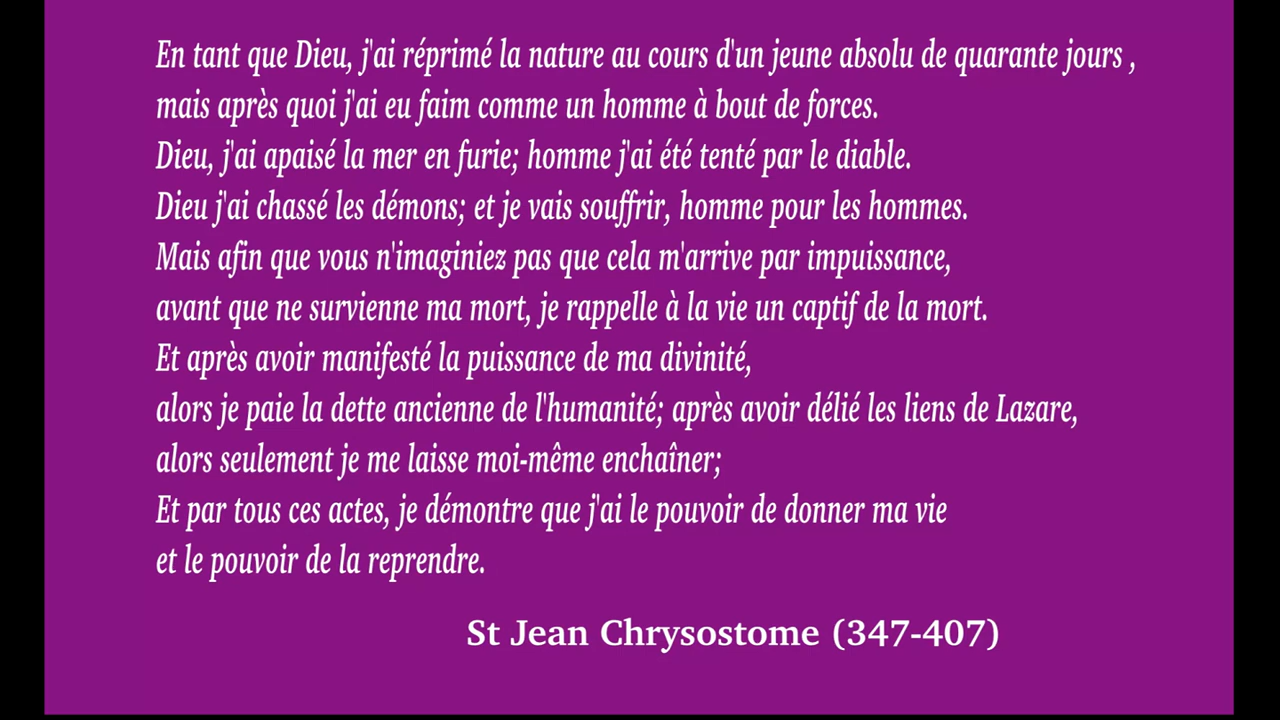 En tant que Dieu, j'ai réprimé la nature au cours d'un jeune absolu de quarante jours ,
mais après quoi j'ai eu faim comme un homme à bout de forces.
Dieu, j'ai apaisé la mer en furie; homme j'ai été tenté par le diable.
Dieu j'ai chassé les démons; et je vais souffrir, homme pour les hommes.
Mais afin que vous n'imaginiez pas que cela m'arrive par impuissance,
avant que ne survienne ma mort, je rappelle à la vie un captif de la mort.
Et après avoir manifesté la puissance de ma divinité,
alors je paie la dette ancienne de l'humanité; après avoir délié les liens de Lazare,
alors seulement je me laisse moi-même enchaîner;
Et par tous ces actes, je démontre que j'ai le pouvoir de donner ma vie
et le pouvoir de la reprendre.
St Jean Chrysostome (347-407)